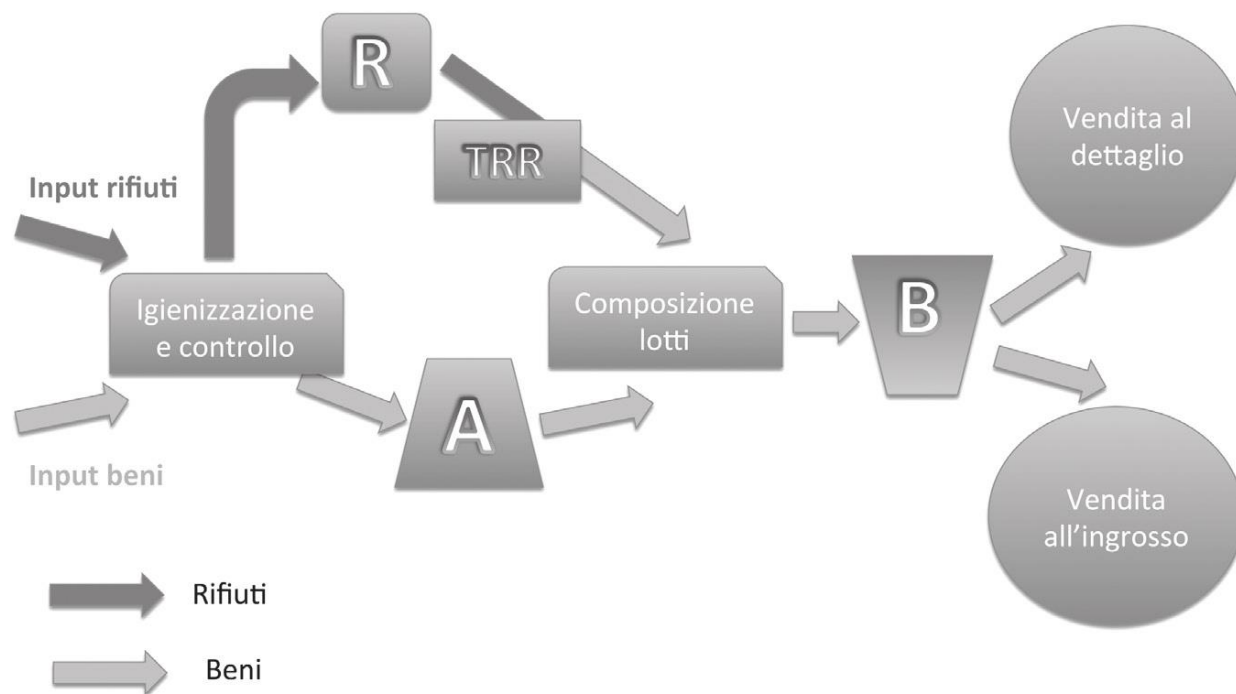 R
TRR
Vendita al
dettaglio
Input rifiuti
Igienizzazione
e controllo
Composizione
lotti
B
A
Input beni
Vendita
all’ingrosso
Rifiuti
Beni